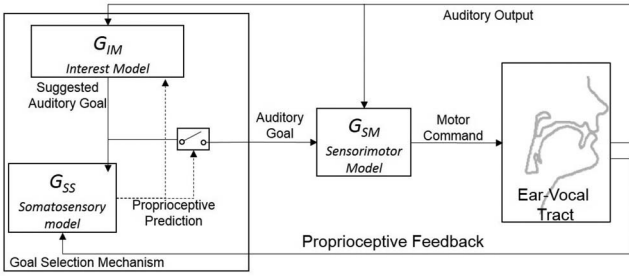 Auditory Output
G_IM
Interest Model
Suggested
Auditory Goal
Auditory
Goal
G_SM
Sensorimotor
Model
Motor
Command
G_SS
Somatosensory
model
Proprioceptive
Prediction
Ear-Vocal
Tract
Proprioceptive Feedback
Goal Selection Mechanism